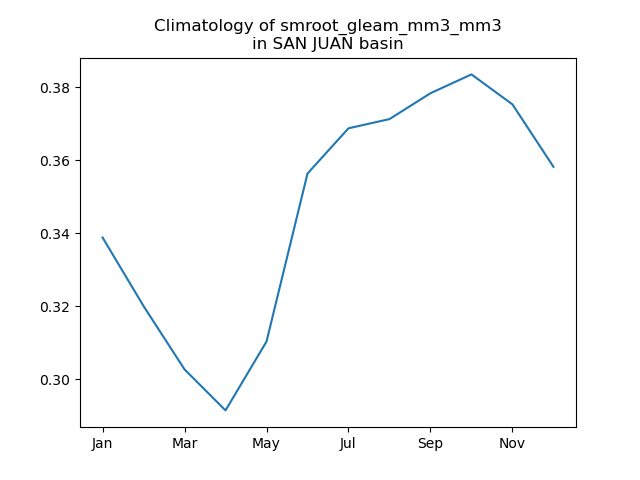 Climatology of smroot_gleam_mm3_mm3
in SAN JUAN basin
0.38
0.36
0.34
0.32
0.30
Jan Mar May Jul Sep Nov